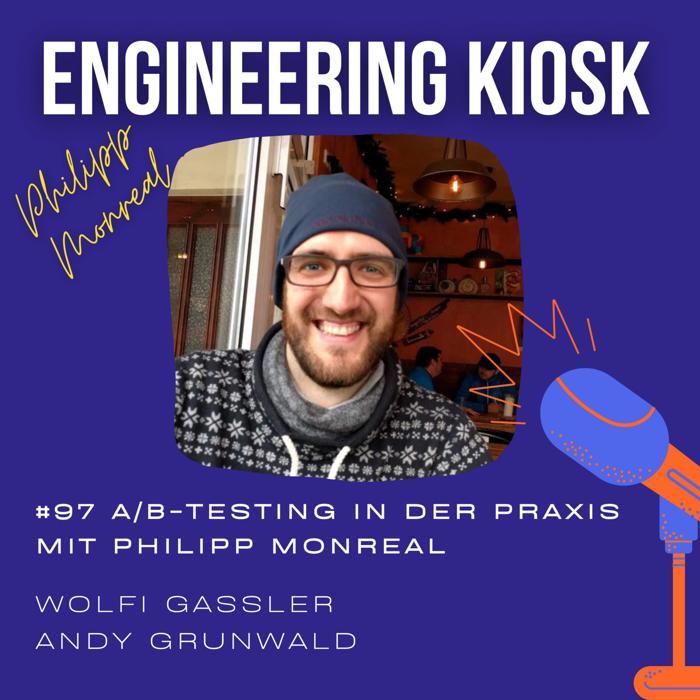 ENGINEERING KIOSK
Philipp
Monreal
#97 A/B-TESTING IN DER PRAXIS
MIT PHILIPP MONREAL
WOLFI GASSLER
ANDY GRUNWALD